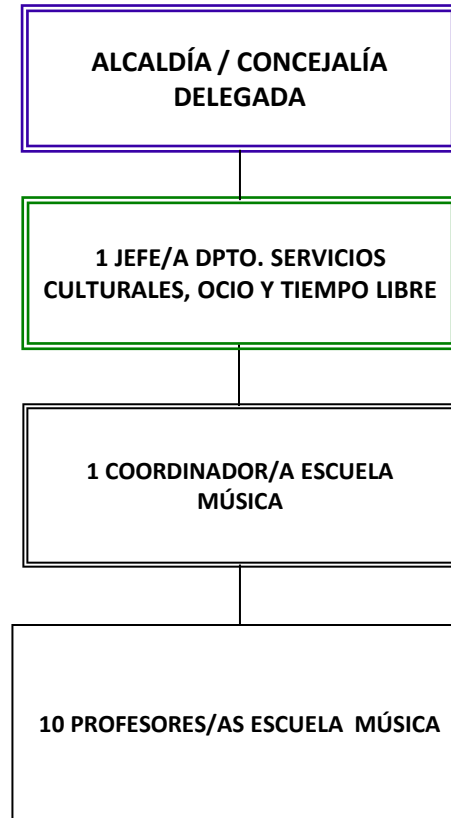 ALCALDÍA / CONCEJALÍA
DELEGADA
1 JEFE/A DPTO. SERVICIOS
CULTURALES, OCIO Y TIEMPO LIBRE
1 COORDINADOR/A ESCUELA
MÚSICA
10 PROFESORES/AS ESCUELA MÚSICA